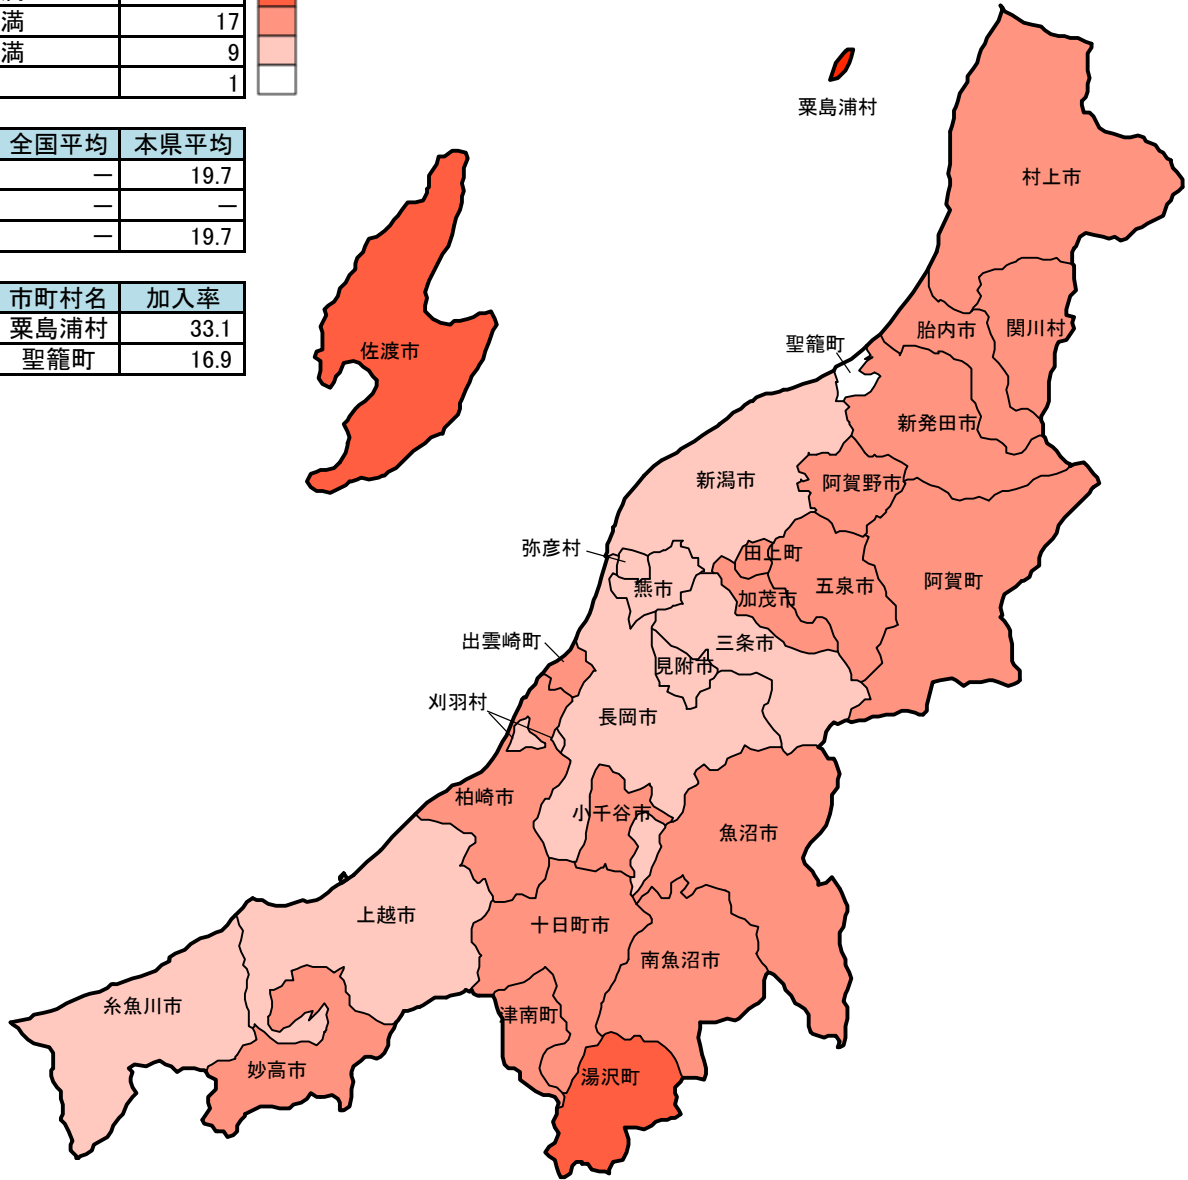 満 17
満 9
1
全国平均 本県平均
― 19.7
― ―
― 19.7
市町村名 加入率
粟島浦村 33.1
聖籠町 16.9
粟島浦村
村上市
佐渡市
胎内市
関川村
聖籠町
新発田市
新潟市
阿賀野市
弥彦村
田上町
燕市
加茂市
五泉市
阿賀町
出雲崎町
三条市
見附市
刈羽村
長岡市
柏崎市
小千谷市
魚沼市
上越市
十日町市
南魚沼市
糸魚川市
津南町
妙高市
湯沢町